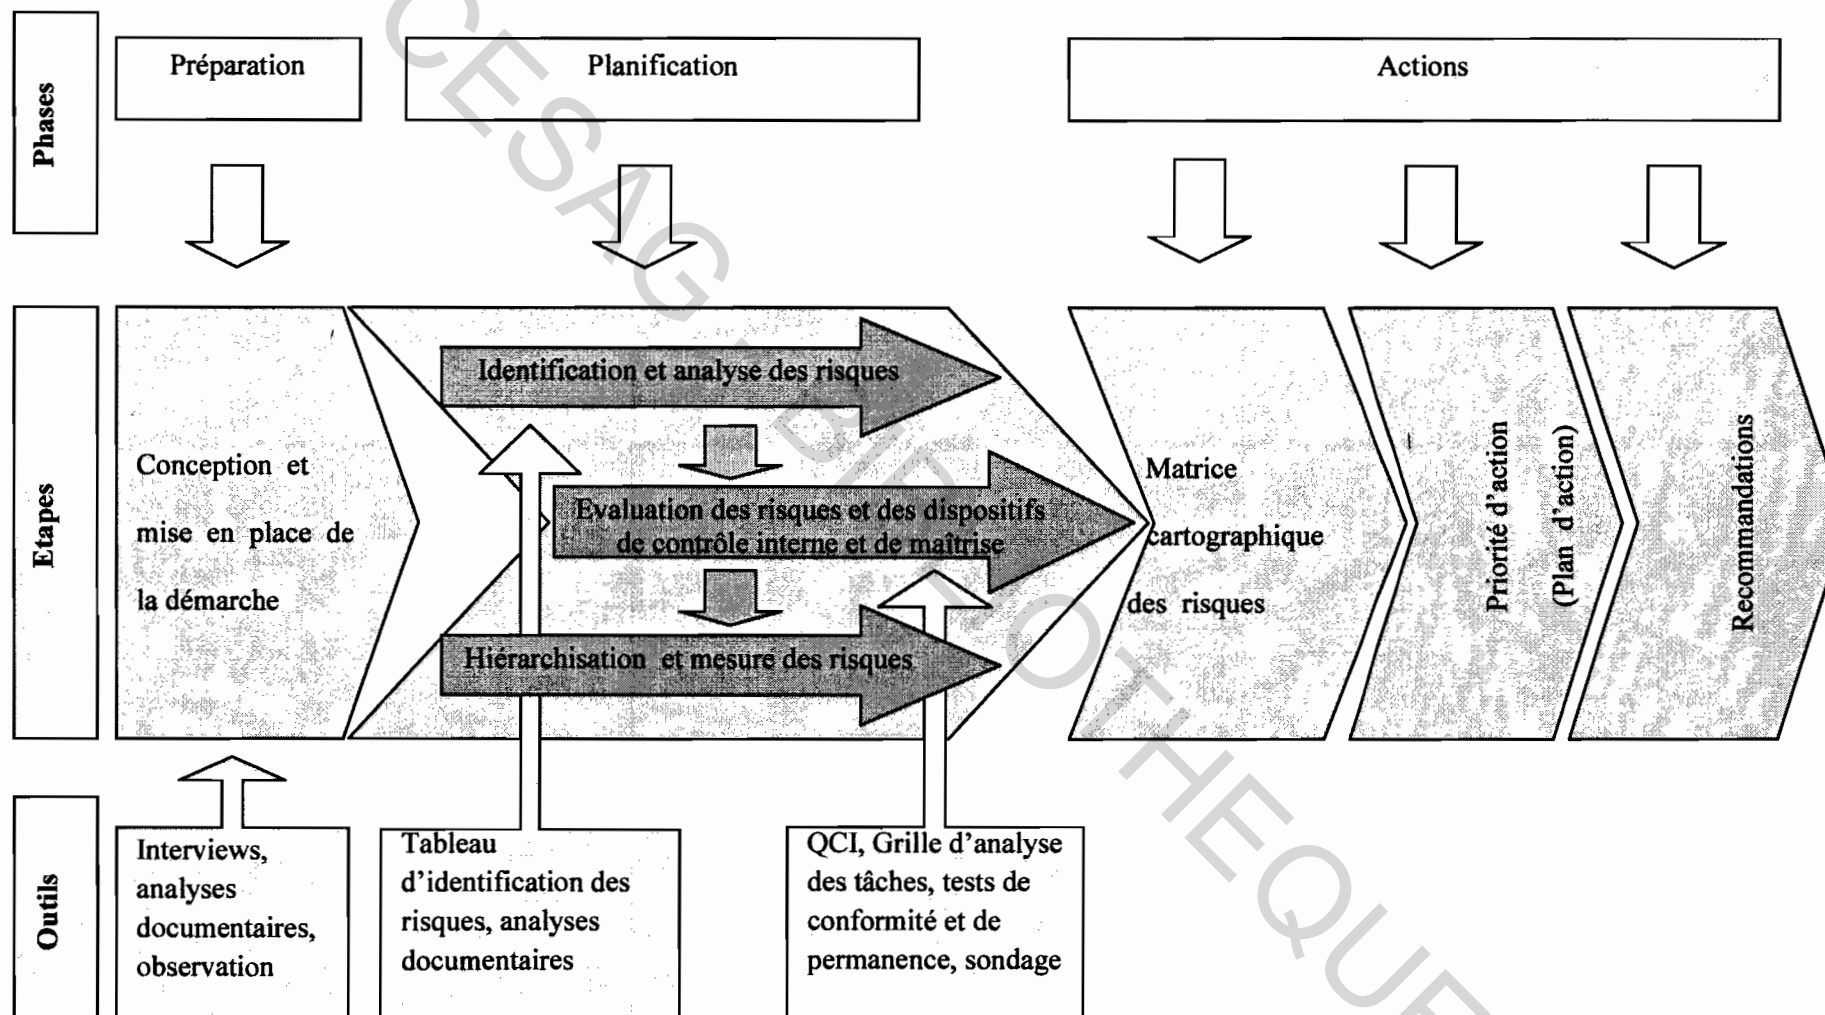 Phases
Préparation
Planification
Actions
Etapes
Conception et
mise en place de
la démarche
Identification et analyse des risques
Evaluation des risques et des dispositifs
de contrôle interne et de maîtrise
Hiérarchisation et mesure des risques
Matrice
cartographique
des risques
Priorité d'action
(Plan d'action)
Recommandations
Outils
Interviews,
analyses
documentaires,
observation
Tableau
d'identification des
risques, analyses
documentaires
QCI, Grille d'analyse
des tâches, tests de
conformité et de
permanence, sondage
CESAG - BIBLIOTHEQUE